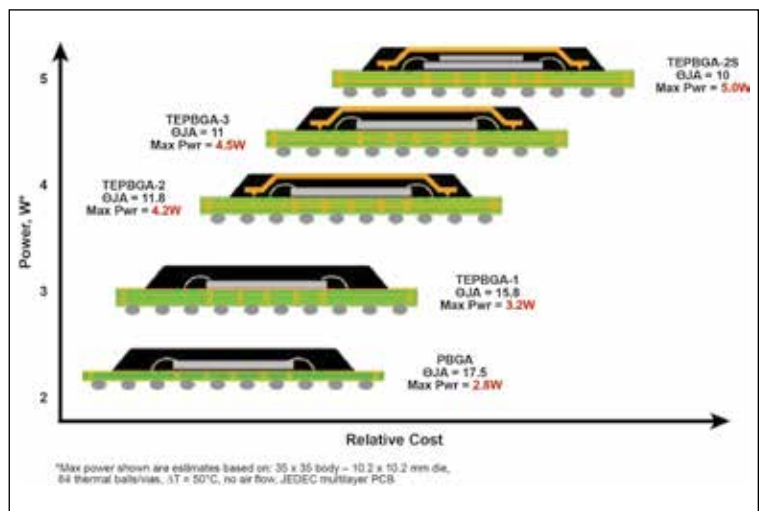 5
4
3
2
Power, W*
TEPBGA-2S
ΘJA = 10
Max Pwr = 5.0W
TEPBGA-3
ΘJA = 11
Max Pwr = 4.5W
TEPBGA-2
ΘJA = 11.8
Max Pwr = 4.2W
TEPBGA-1
ΘJA = 15.8
Max Pwr = 3.2W
PBGA
ΘJA = 17.5
Max Pwr = 2.8W
Relative Cost
*Max power shown are estimates based on: 35 x 35 body – 10.2 x 10.2 mm die,
84 thermal balls/vias, ΔT = 50°C, no air flow, JEDEC multilayer PCB